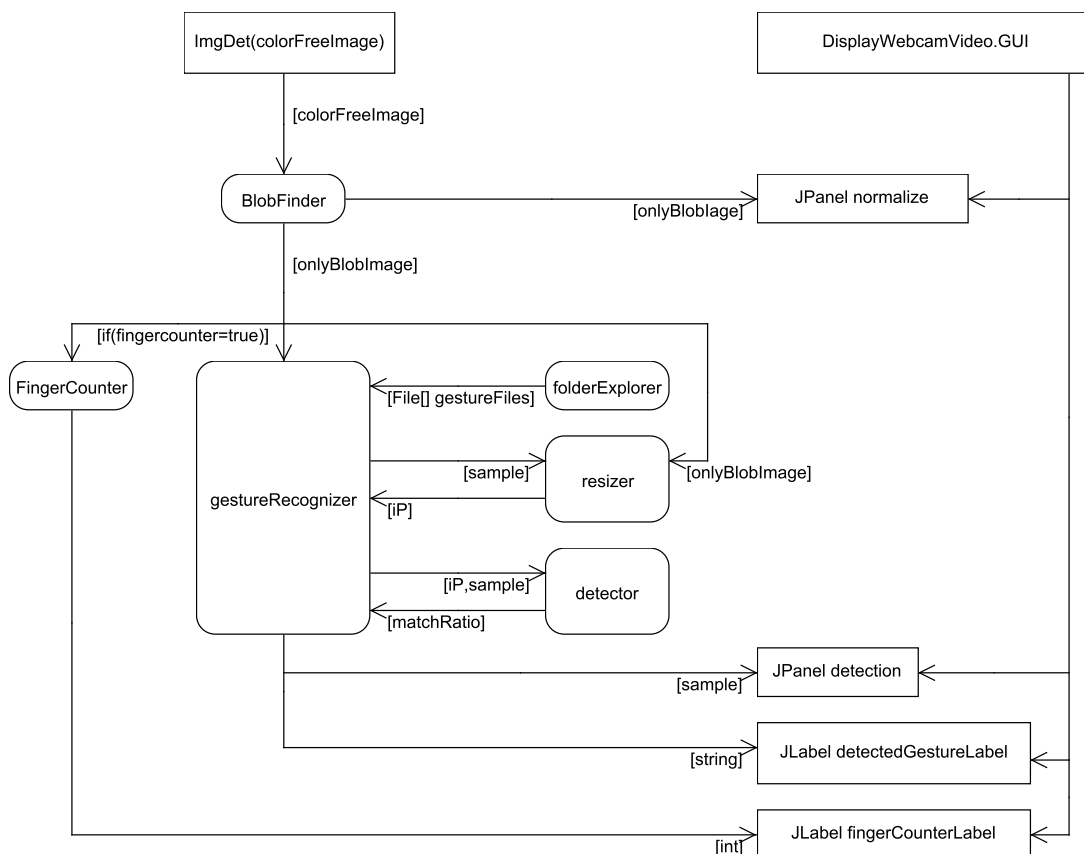 ImgDet(colorFreeImage)
DisplayWebcamVideo.GUI
[colorFreeImage]
BlobFinder
JPanel normalize
[onlyBlobIage]
[onlyBlobImage]
[if(fingercounter=true)]
FingerCounter
folderExplorer
[File[] gestureFiles]
[sample]
[onlyBlobImage]
resizer
gestureRecognizer
[iP]
[iP,sample]
detector
[matchRatio]
JPanel detection
[sample]
JLabel detectedGestureLabel
[string]
JLabel fingerCounterLabel
[int]